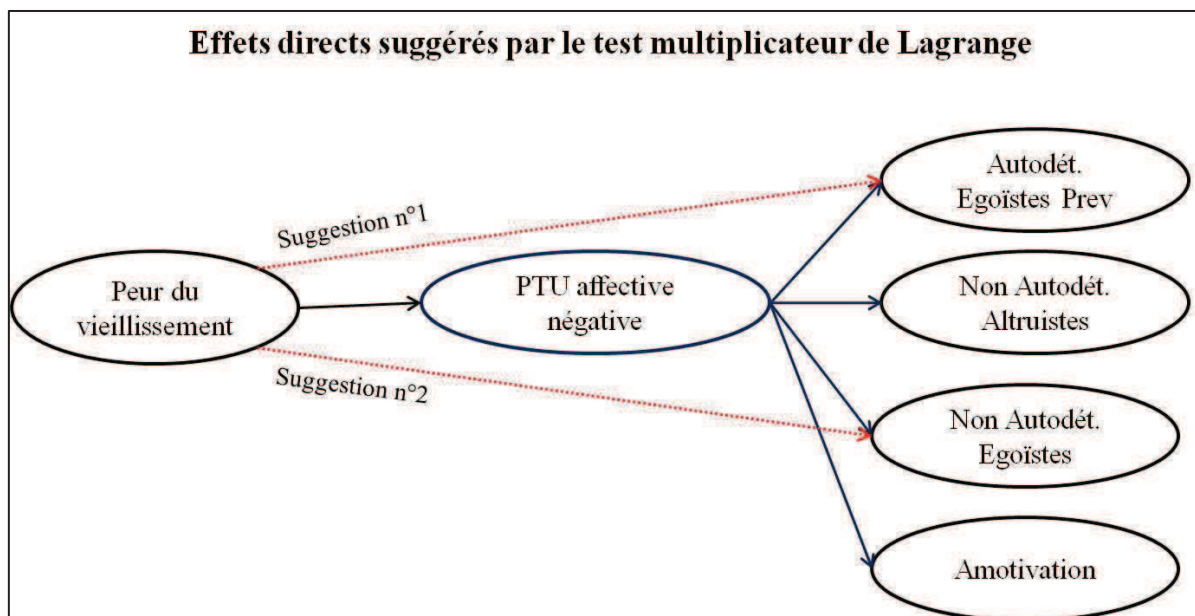 Effets directs suggérés par le test multiplicateur de Lagrange
Autodét.
Egoïstes Prev
Suggestion n°1
Peur du
vieillissement
PTU affective
négative
Non Autodét.
Altruistes
Suggestion n°2
Non Autodét.
Egoïstes
Amotivation